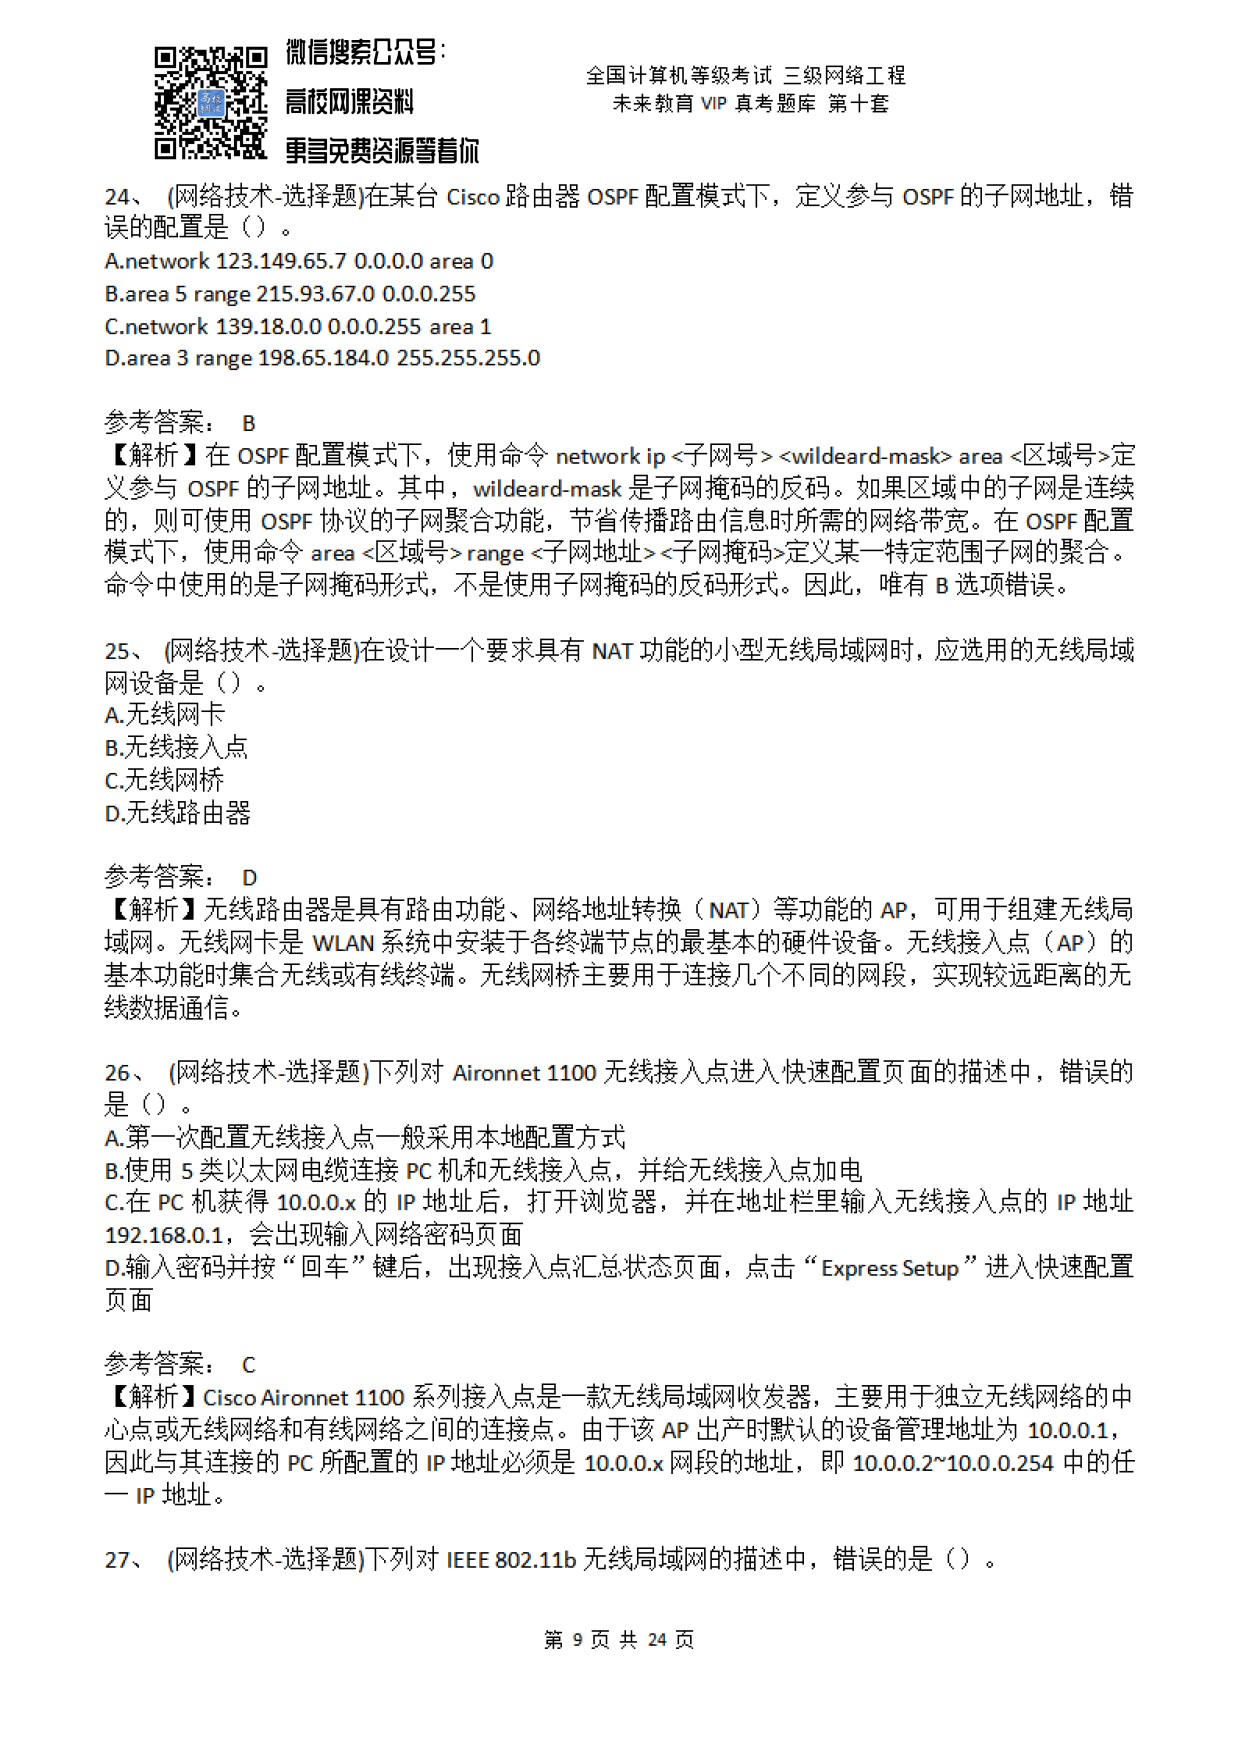 微信搜索公众号：
高校网课资料
更多免费资源等着你
全国计算机等级考试 三级网络工程
未来教育 VIP 真考题库 第十套
24、 (网络技术-选择题)在某台 Cisco 路由器 OSPF 配置模式下，定义参与 OSPF 的子网地址，错
误的配置是（）。
A.network 123.149.65.7 0.0.0.0 area 0
B.area 5 range 215.93.67.0 0.0.0.255
C.network 139.18.0.0 0.0.0.255 area 1
D.area 3 range 198.65.184.0 255.255.255.0
参考答案： B
【解析】在 OSPF 配置模式下，使用命令 network ip <子网号> <wildeard-mask> area <区域号>定
义参与 OSPF 的子网地址。其中，wildeard-mask 是子网掩码的反码。如果区域中的子网是连续
的，则可使用 OSPF 协议的子网聚合功能，节省传播路由信息时所需的网络带宽。在 OSPF 配置
模式下，使用命令 area <区域号> range <子网地址> <子网掩码>定义某一特定范围子网的聚合。
命令中使用的是子网掩码形式，不是使用子网掩码的反码形式。因此，唯有 B 选项错误。
25、 (网络技术-选择题)在设计一个要求具有 NAT 功能的小型无线局域网时，应选用的无线局域
网设备是（）。
A.无线网卡
B.无线接入点
C.无线网桥
D.无线路由器
参考答案： D
【解析】无线路由器是具有路由功能、网络地址转换（NAT）等功能的 AP，可用于组建无线局
域网。无线网卡是 WLAN 系统中安装于各终端节点的最基本的硬件设备。无线接入点（AP）的
基本功能时集合无线或有线终端。无线网桥主要用于连接几个不同的网段，实现较远距离的无
线数据通信。
26、 (网络技术-选择题)下列对 Aironnet 1100 无线接入点进入快速配置页面的描述中，错误的
是（）。
A.第一次配置无线接入点一般采用本地配置方式
B.使用 5 类以太网电缆连接 PC 机和无线接入点，并给无线接入点加电
C.在 PC 机获得 10.0.0.x 的 IP 地址后，打开浏览器，并在地址栏里输入无线接入点的 IP 地址
192.168.0.1，会出现输入网络密码页面
D.输入密码并按“回车”键后，出现接入点汇总状态页面，点击“Express Setup”进入快速配置
页面
参考答案： C
【解析】Cisco Aironnet 1100 系列接入点是一款无线局域网收发器，主要用于独立无线网络的中
心点或无线网络和有线网络之间的连接点。由于该 AP 出产时默认的设备管理地址为 10.0.0.1，
因此与其连接的 PC 所配置的 IP 地址必须是 10.0.0.x 网段的地址，即 10.0.0.2~10.0.0.254 中的任
一 IP 地址。
27、 (网络技术-选择题)下列对 IEEE 802.11b 无线局域网的描述中，错误的是（）。
第 9 页 共 24 页